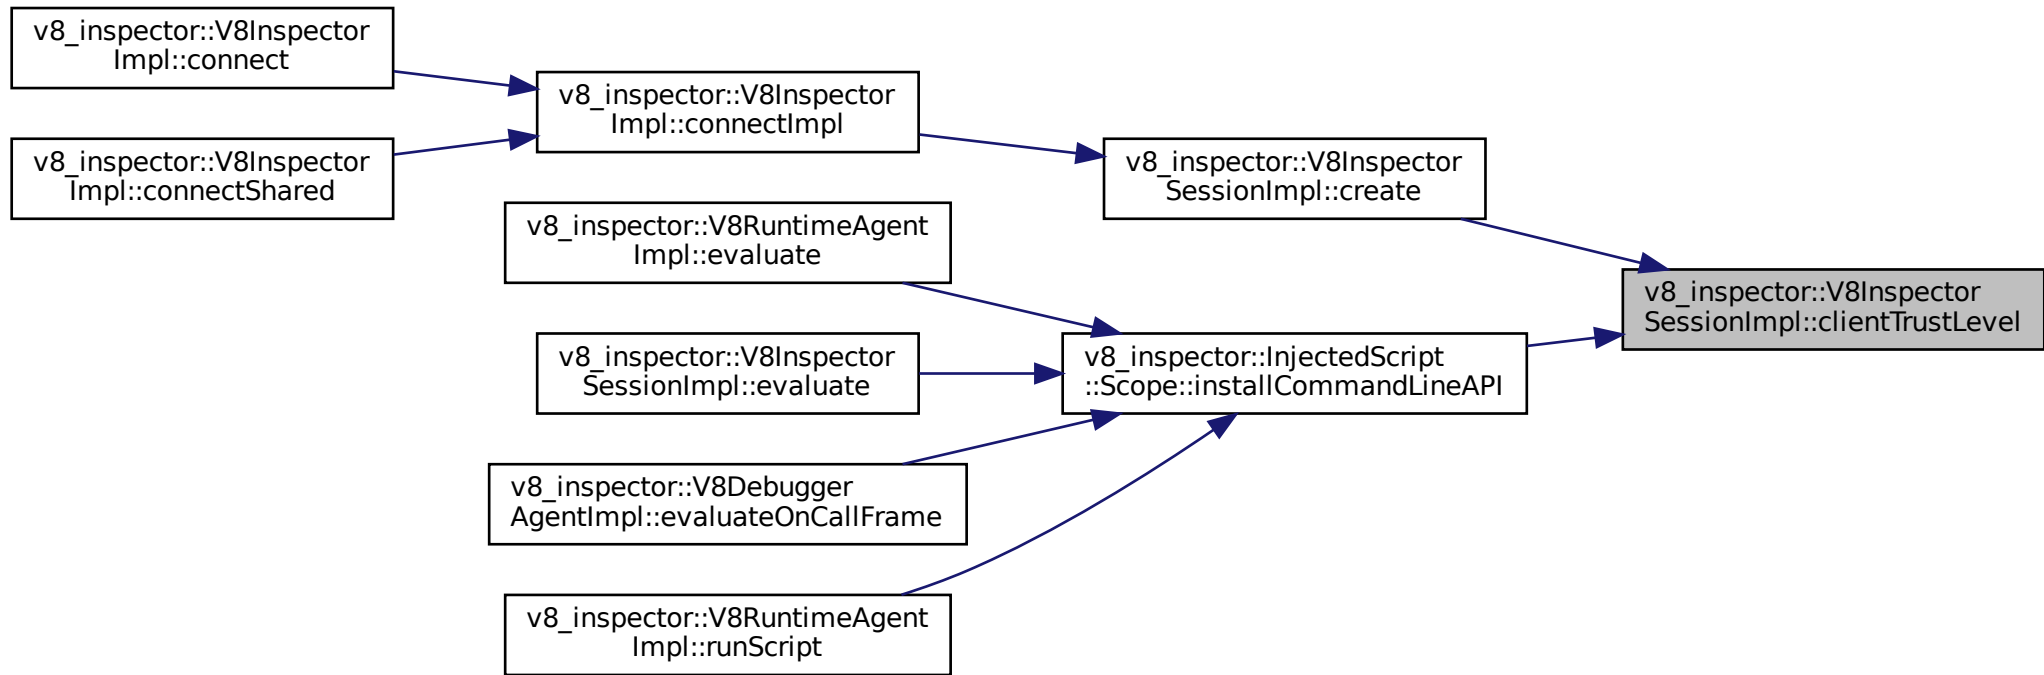 v8_inspector::V8Inspector
Impl::connect
v8_inspector::V8Inspector
Impl::connectShared
v8_inspector::V8Inspector
Impl::connectImpl
v8_inspector::V8Inspector
SessionImpl::create
v8_inspector::V8RuntimeAgent
Impl::evaluate
v8_inspector::V8Inspector
SessionImpl::evaluate
v8_inspector::V8Debugger
AgentImpl::evaluateOnCallFrame
v8_inspector::V8RuntimeAgent
Impl::runScript
v8_inspector::InjectedScript
::Scope::installCommandLineAPI
v8_inspector::V8Inspector
SessionImpl::clientTrustLevel